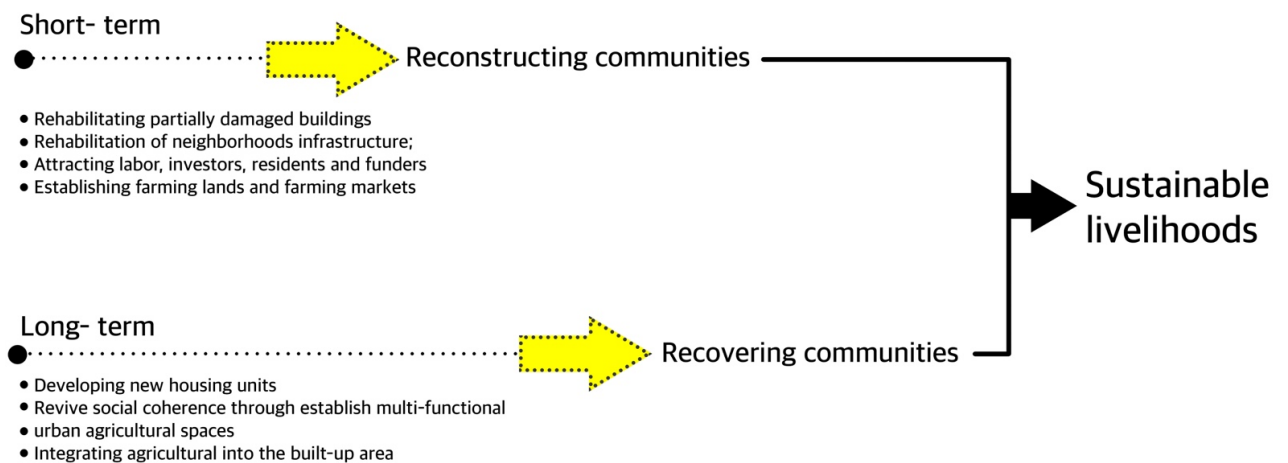 Short- term
Reconstructing communities
• Rehabilitating partially damaged buildings
• Rehabilitation of neighborhoods infrastructure;
• Attracting labor, investors, residents and funders
• Establishing farming lands and farming markets
Sustainable
livelihoods
Long- term
Recovering communities
• Developing new housing units
• Revive social coherence through establish multi-functional
• urban agricultural spaces
• Integrating agricultural into the built-up area